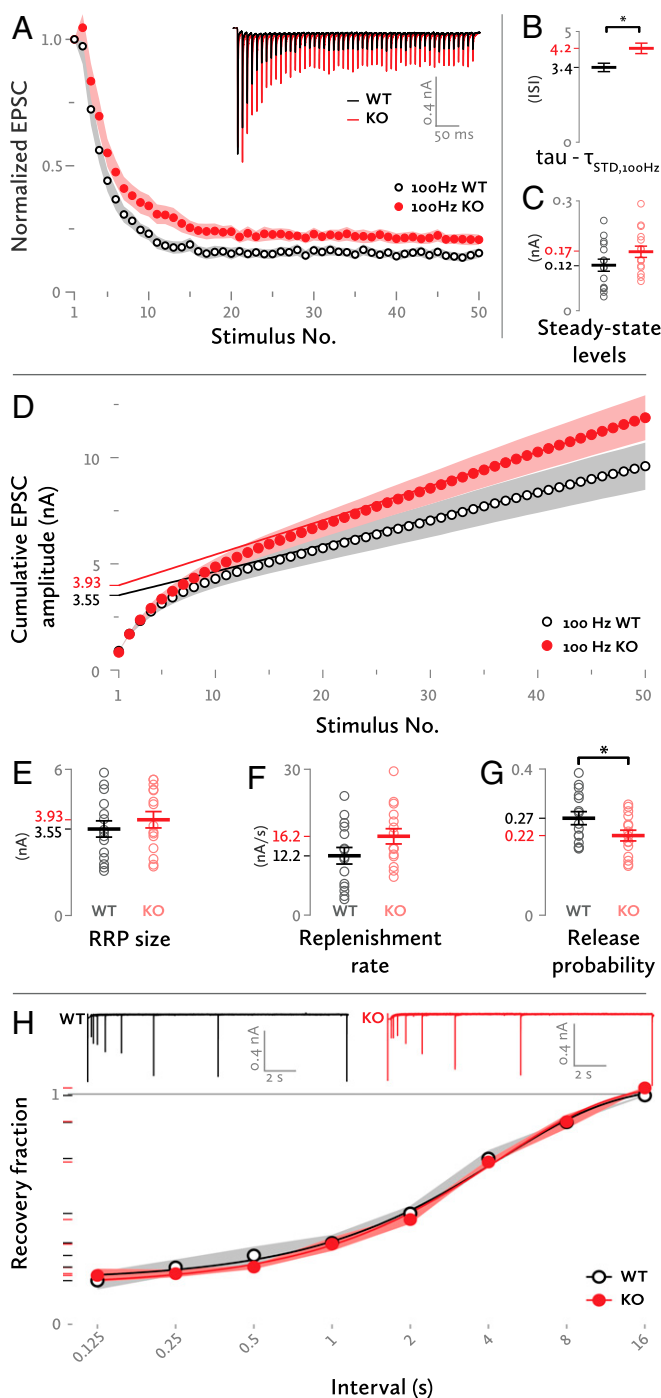 A
Normalized EPSC
1.0
0.5
0
1
10
20
30
40
50
Stimulus No.
WT
KO
0.4 nA
50 ms
100Hz WT
100Hz KO
B
5
4.2
3.4
0
(ISI)
tau - τSTD,100Hz
C
0.3
0.17
0.12
0
(nA)
Steady-state
levels
D
Cumulative EPSC
amplitude (nA)
10
5
3.93
3.55
0
1
10
20
30
40
50
Stimulus No.
100 Hz WT
100 Hz KO
E
6
3.93
3.55
0
(nA)
WT
KO
RRP size
F
30
16.2
12.2
0
(nA/s)
WT
KO
Replenishment
rate
G
0.4
*
0.27
0.22
0
WT
KO
Release
probability
H
WT
0.4 nA
2 s
KO
0.4 nA
2 s
Recovery fraction
1
0
0.125
0.25
0.5
1
2
4
8
16
Interval (s)
WT
KO